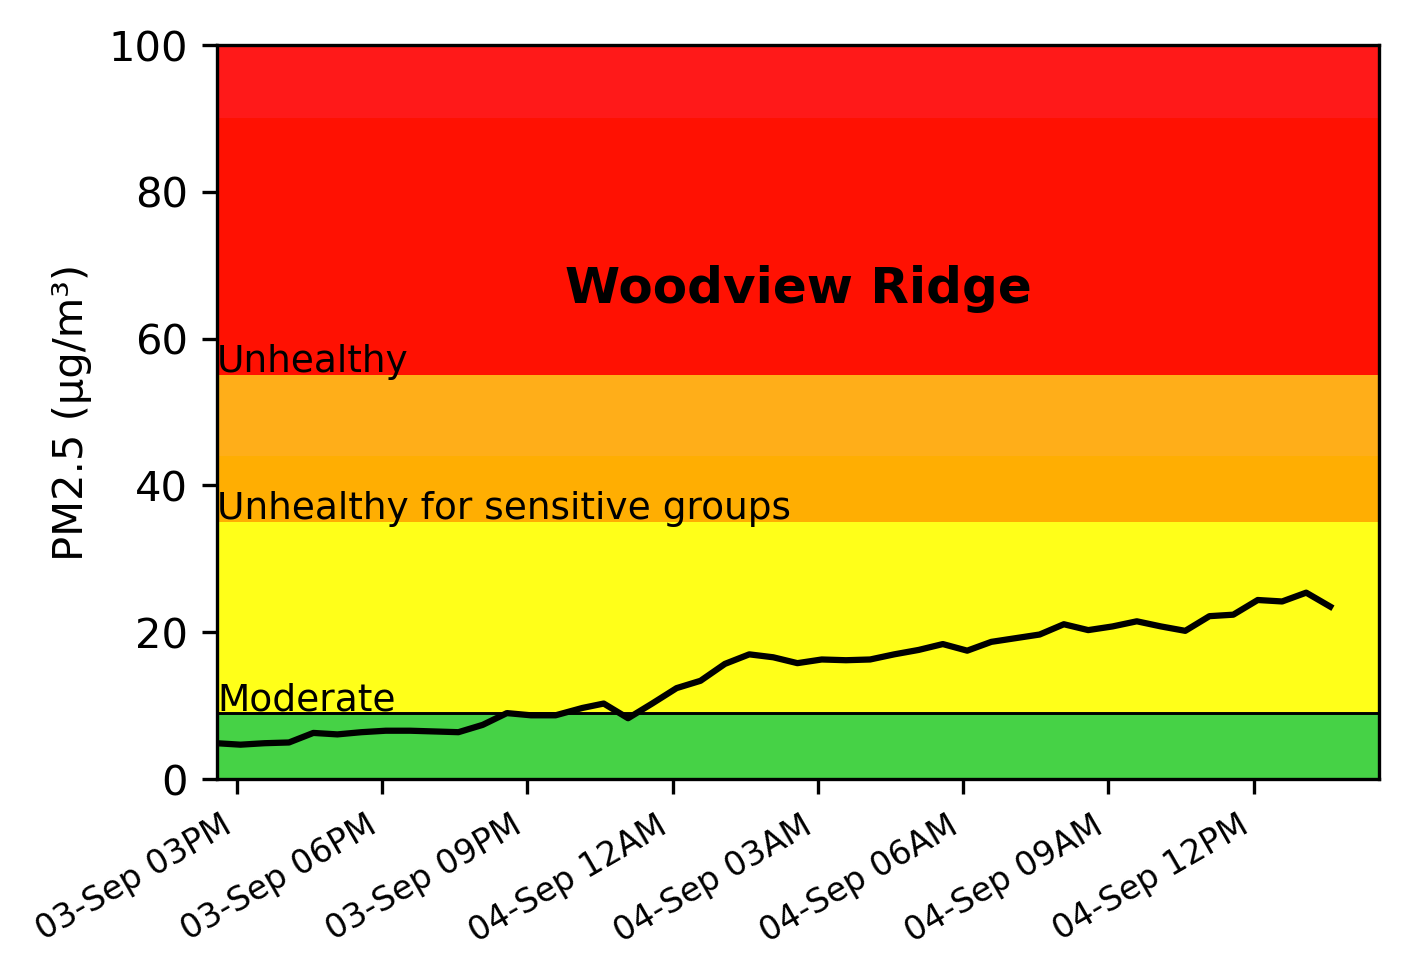 100
80
60
40
20
0
PM2.5 (µg/m³)
Woodview Ridge
Unhealthy
Unhealthy for sensitive groups
Moderate
03-Sep 03PM
03-Sep 06PM
03-Sep 09PM
04-Sep 12AM
04-Sep 03AM
04-Sep 06AM
04-Sep 09AM
04-Sep 12PM